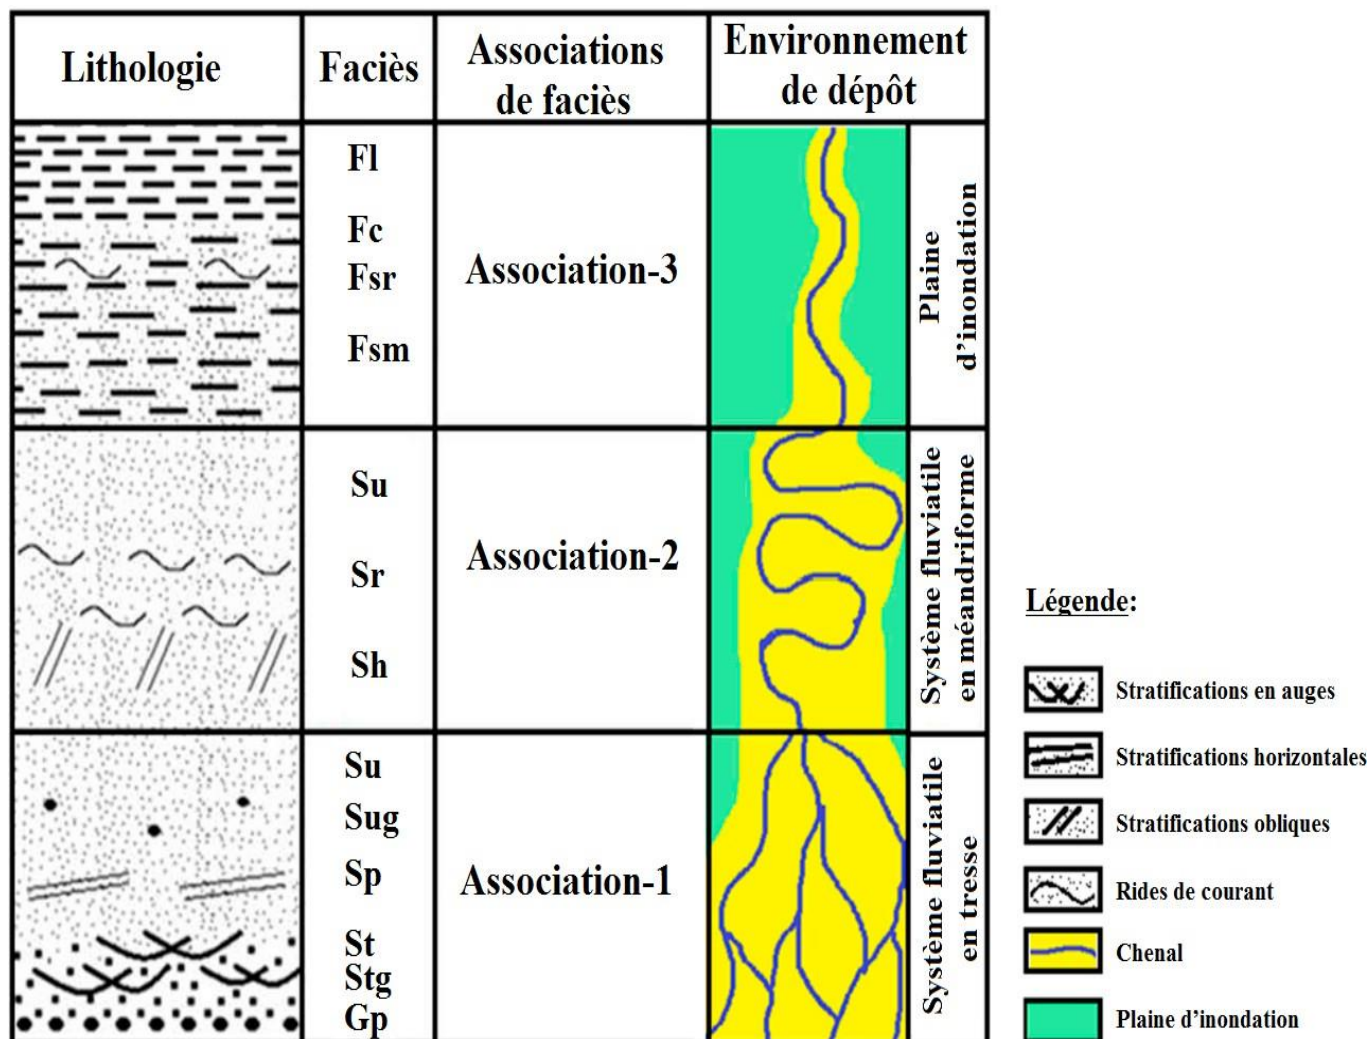 Lithologie
Faciès
Associations
de faciès
Environnement
de dépôt
Fl
Fc
Fsr
Fsm
Association-3
Plaine
d’inondation
Su
Sr
Sh
Association-2
Système fluviatile
en méandriforme
Su
Sug
Sp
St
Stg
Gp
Association-1
Système fluviatile
en tresse
Légende:
Stratifications en auges
Stratifications horizontales
Stratifications obliques
Rides de courant
Chenal
Plaine d’inondation